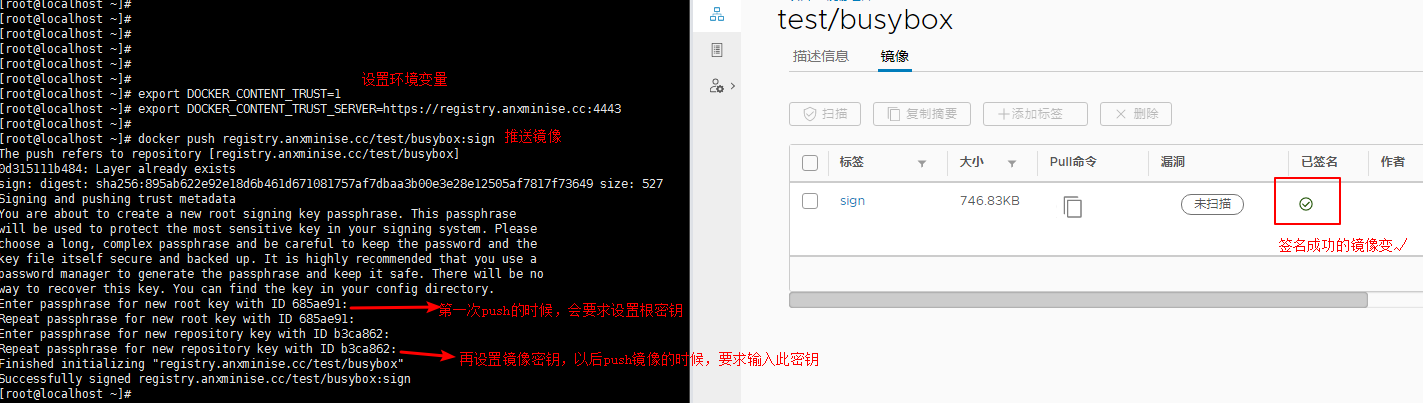 [root@localhost ~]#
[root@localhost ~]#
[root@localhost ~]#
[root@localhost ~]#
[root@localhost ~]#
[root@localhost ~]#
设置环境变量
[root@localhost ~]# export DOCKER_CONTENT_TRUST=1
[root@localhost ~]# export DOCKER_CONTENT_TRUST_SERVER=https://registry.anxminise.cc:4443
[root@localhost ~]#
[root@localhost ~]# docker push registry.anxminise.cc/test/busybox:sign 推送镜像
The push refers to repository [registry.anxminise.cc/test/busybox]
0d315111b484: Layer already exists
sign: digest: sha256:895ab622e92e18d6b461d671081757af7dbaa3b00e3e28e12505af7817f73649 size: 527
Signing and pushing trust metadata
You are about to create a new root signing key passphrase. This passphrase
will be used to protect the most sensitive key in your signing system. Please
choose a long, complex passphrase and be careful to keep the password and the
key file itself secure and backed up. It is highly recommended that you use a
password manager to generate the passphrase and keep it safe. There will be no
way to recover this key. You can find the key in your config directory.
Enter passphrase for new root key with ID 685ae91:
第一次push的时候，会要求设置根密钥
Repeat passphrase for new root key with ID 685ae91:
Enter passphrase for new repository key with ID b3ca862:
Repeat passphrase for new repository key with ID b3ca862:
再设置镜像密钥，以后push镜像的时候，要求输入此密钥
Finished initializing "registry.anxminise.cc/test/busybox"
Successfully signed registry.anxminise.cc/test/busybox:sign
[root@localhost ~]#
test/busybox
描述信息 镜像
扫描 复制摘要 添加标签 删除
标签 大小 Pull命令 漏洞 已签名 作者
sign 746.83KB 未扫描
签名成功的镜像变√